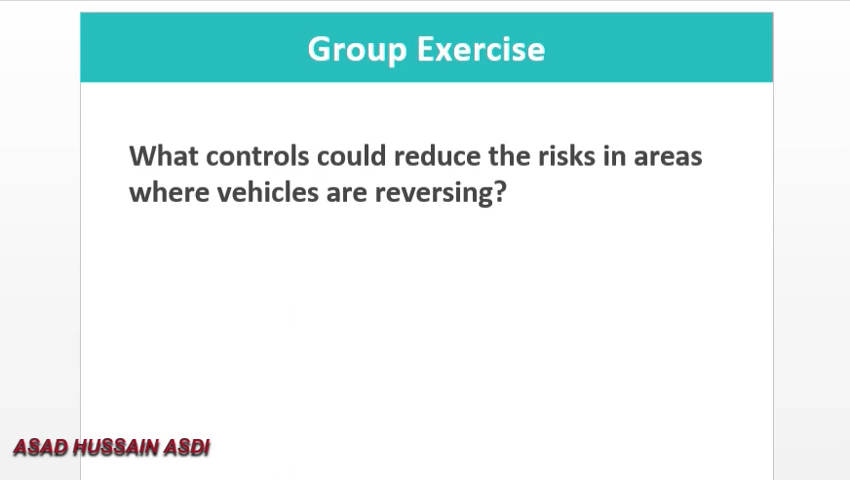 Group Exercise
What controls could reduce the risks in areas
where vehicles are reversing?
ASAD HUSSAIN ASDI